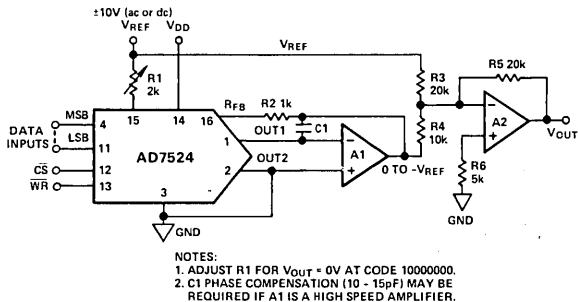 ±10V (ac or dc)
VREF
VDD
R1
2k
VREF
R3
20k
R5 20k
15
14
16
RFB
R2 1k
C1
OUT1
1
MSB
4
DATA
INPUTS
LSB
11
AD7524
CS
12
WR
13
2
OUT2
3
GND
A1
0 TO -VREF
R4
10k
A2
VOUT
R6
5k
GND
NOTES:
1. ADJUST R1 FOR VOUT = 0V AT CODE 10000000.
2. C1 PHASE COMPENSATION (10 - 15pF) MAY BE
REQUIRED IF A1 IS A HIGH SPEED AMPLIFIER.